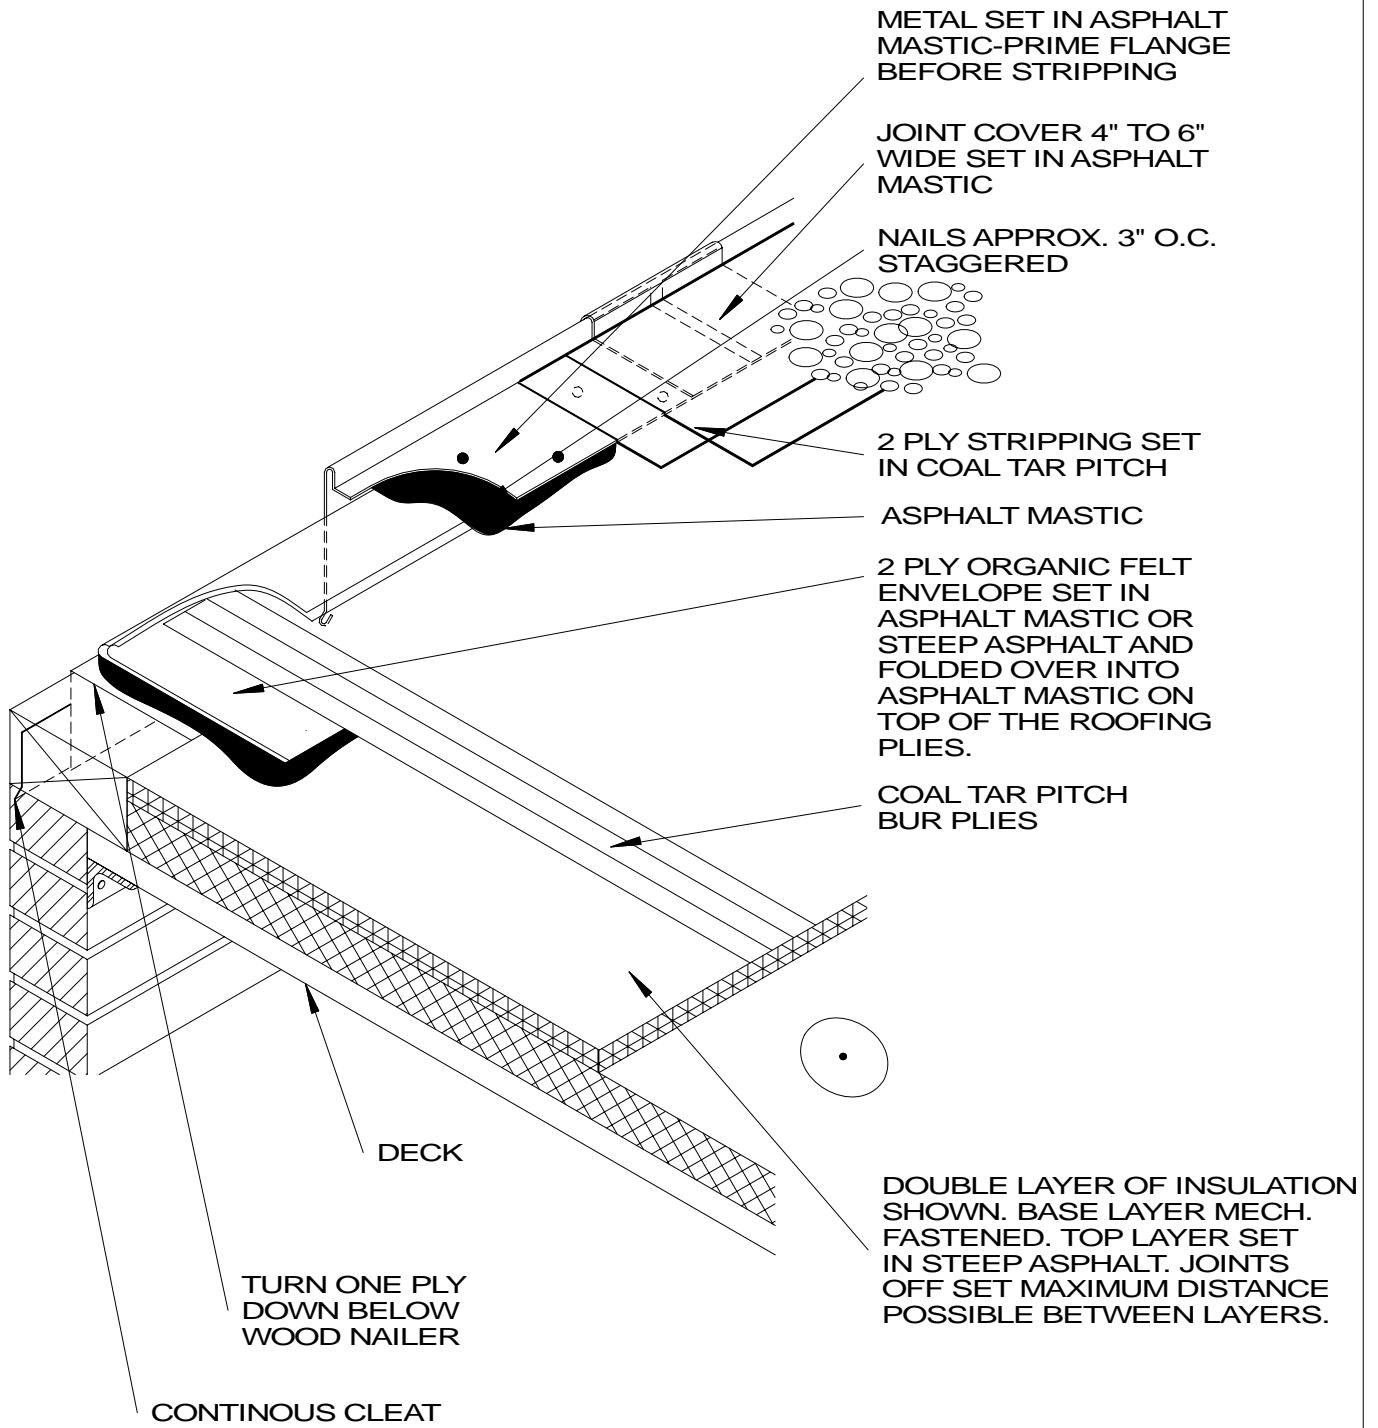 METAL SET IN ASPHALT
MASTIC-PRIME FLANGE
BEFORE STRIPPING
JOINT COVER 4" TO 6"
WIDE SET IN ASPHALT
MASTIC
NAILS APPROX. 3" O.C.
STAGGERED
2 PLY STRIPPING SET
IN COAL TAR PITCH
ASPHALT MASTIC
2 PLY ORGANIC FELT
ENVELOPE SET IN
ASPHALT MASTIC OR
STEEP ASPHALT AND
FOLDED OVER INTO
ASPHALT MASTIC ON
TOP OF THE ROOFING
PLIES.
COAL TAR PITCH
BUR PLIES
DECK
DOUBLE LAYER OF INSULATION
SHOWN. BASE LAYER MECH.
FASTENED. TOP LAYER SET
IN STEEP ASPHALT. JOINTS
OFF SET MAXIMUM DISTANCE
POSSIBLE BETWEEN LAYERS.
TURN ONE PLY
DOWN BELOW
WOOD NAILER
CONTINOUS CLEAT